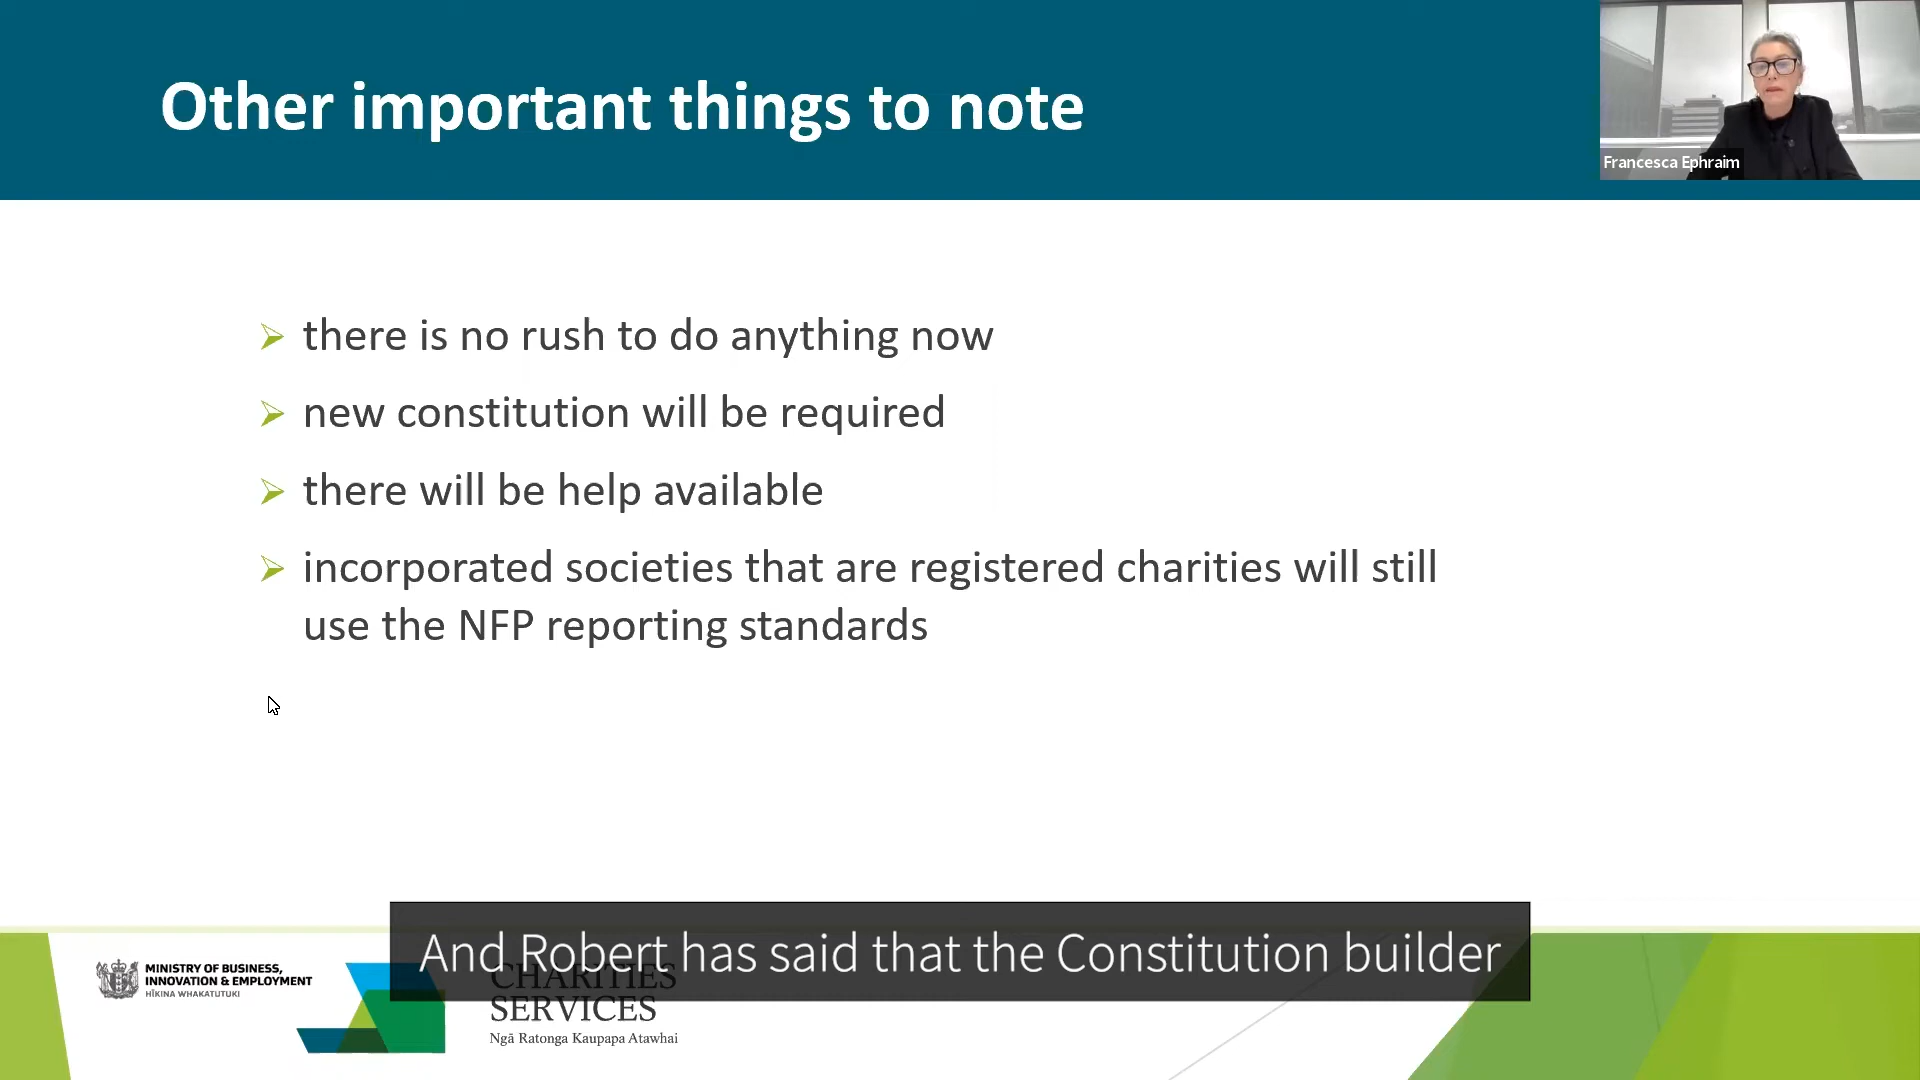 Other important things to note
Francesca Ephraim
there is no rush to do anything now
new constitution will be required
there will be help available
incorporated societies that are registered charities will still
use the NFP reporting standards
And Robert has said that the Constitution builder
MINISTRY OF BUSINESS,
INNOVATION & EMPLOYMENT
HĪKINA WHAKATUTUKI
CHARITIES
SERVICES
Ngā Ratonga Kaupapa Atawhai